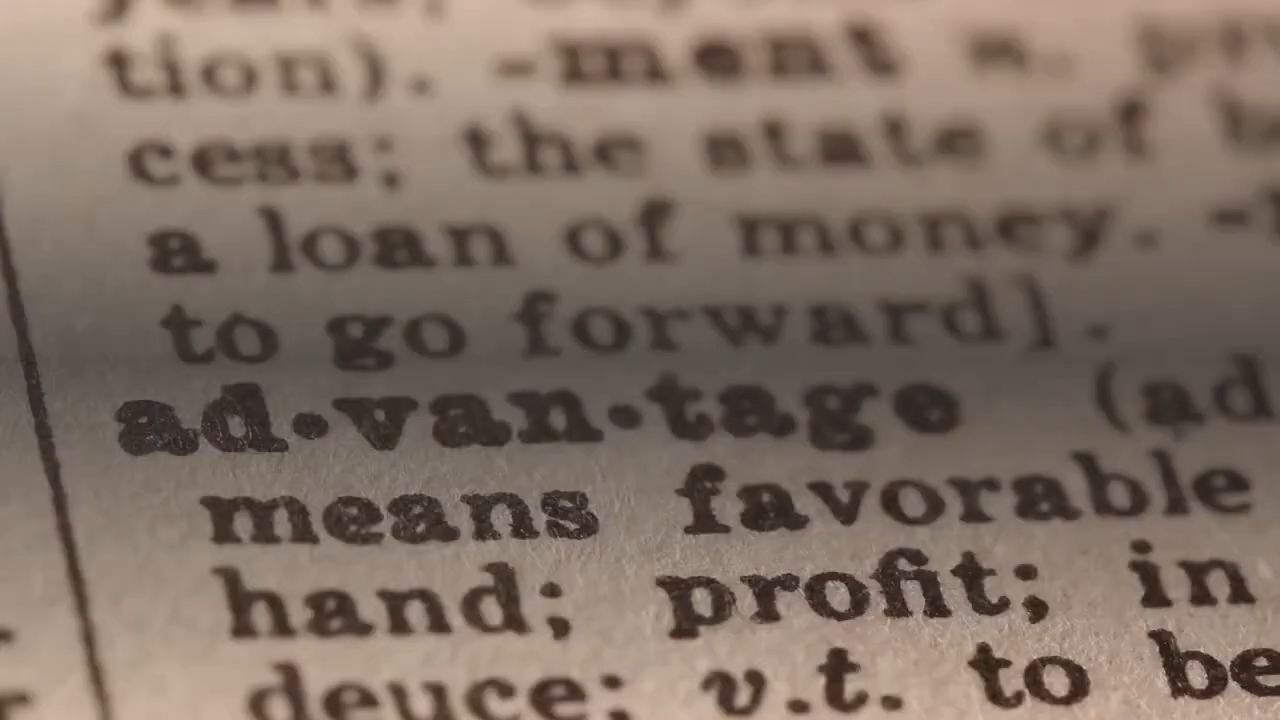 tion). -ment n.
cess; the state of
a loan of money.
to go forward].
ad•van•tage (ad
means favorable
hand; profit; in
deuce; v.t. to be